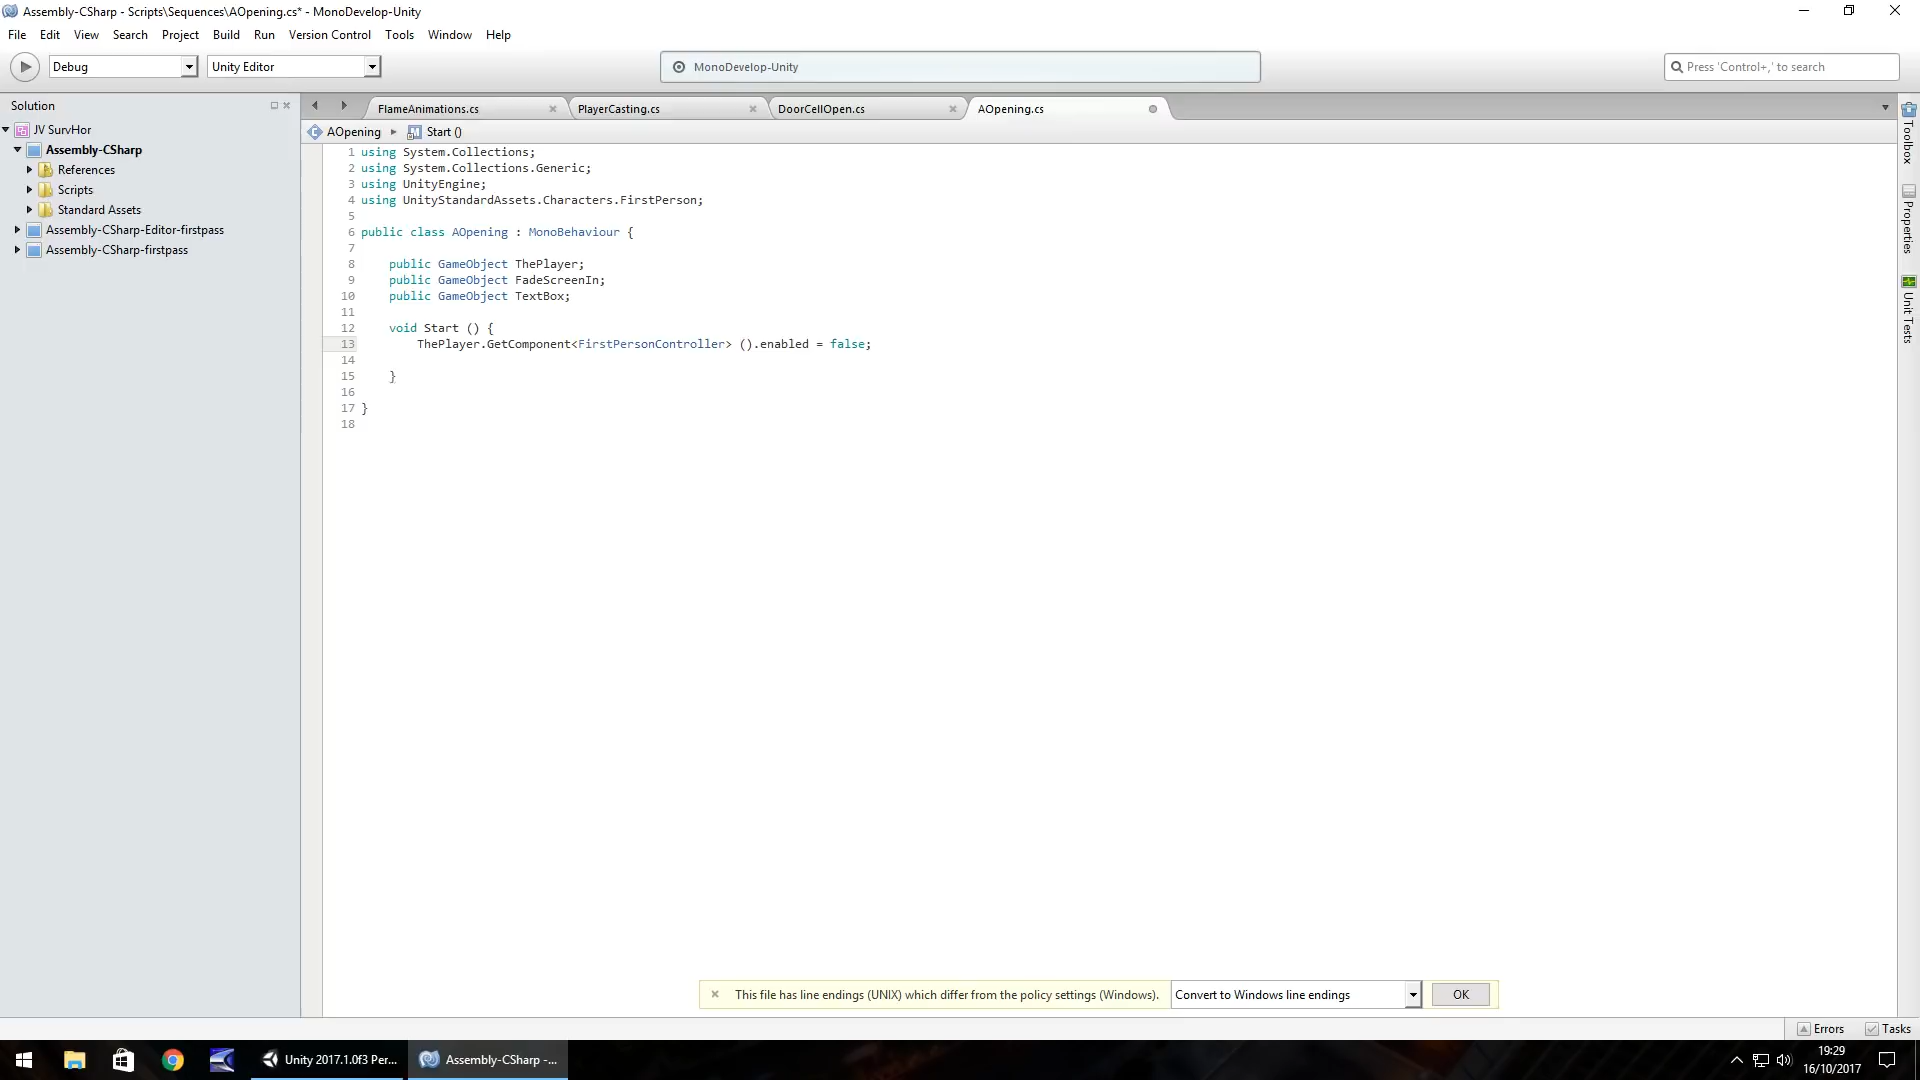 Assembly-CSharp - Scripts\Sequences\AOpening.cs* - MonoDevelop-Unity
File Edit View Search Project Build Run Version Control Tools Window Help
Debug Unity Editor MonoDevelop-Unity Press 'Control+,' to search
Solution
JV SurvHor
Assembly-CSharp
References
Scripts
Standard Assets
Assembly-CSharp-Editor-firstpass
Assembly-CSharp-firstpass
FlameAnimations.cs PlayerCasting.cs DoorCellOpen.cs AOpening.cs
AOpening Start ()
1 using System.Collections;
2 using System.Collections.Generic;
3 using UnityEngine;
4 using UnityStandardAssets.Characters.FirstPerson;
5
6 public class AOpening : MonoBehaviour {
7
8 public GameObject ThePlayer;
9 public GameObject FadeScreenIn;
10 public GameObject TextBox;
11
12 void Start () {
13 ThePlayer.GetComponent<FirstPersonController> ().enabled = false;
14
15 }
16
17 }
18
Toolbox
Properties
Unit Tests
This file has line endings (UNIX) which differ from the policy settings (Windows). Convert to Windows line endings OK
Errors Tasks
Unity 2017.1.0f3 Per... Assembly-CSharp -...
19:29
16/10/2017